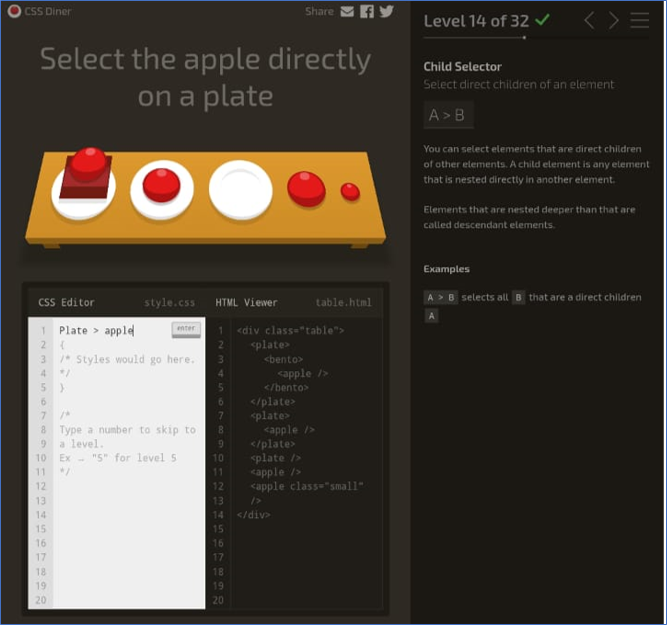 CSS Diner
Share
Select the apple directly
on a plate
CSS Editor
style.css
1 Plate > apple
enter
2 {
3 /* Styles would go here.
4 */
5 }
6
7 /*
8 Type a number to skip to
9 a level.
10 Ex → "5" for level 5
11 */
12
13
14
15
16
17
18
19
20
HTML Viewer
table.html
1 <div class="table">
2 <plate>
3 <bento>
4 <apple />
5 </bento>
6 </plate>
7 <plate>
8 <apple />
9 </plate>
10 <plate />
11 <apple />
12 <apple class="small"
13 />
14 </div>
15
16
17
18
19
20
Level 14 of 32
Child Selector
Select direct children of an element
A > B
You can select elements that are direct children
of other elements. A child element is any element
that is nested directly in another element.
Elements that are nested deeper than that are
called descendant elements.
Examples
A > B selects all B that are a direct children
A